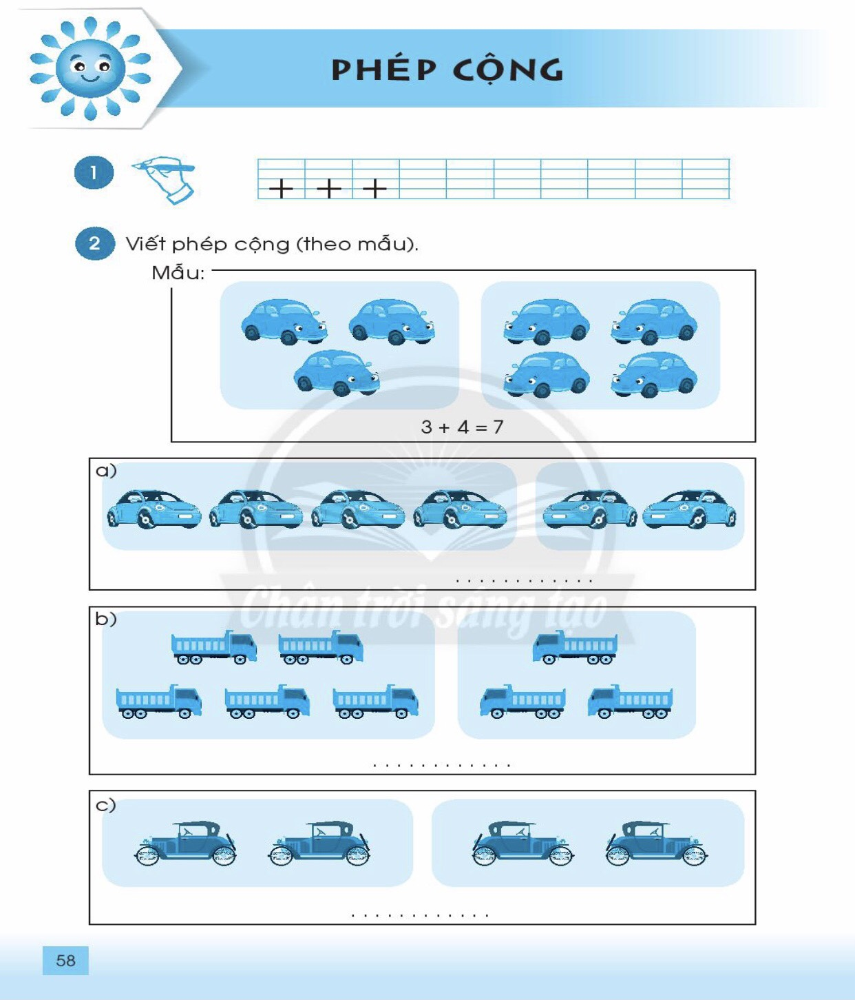 PHÉP CỘNG
1
+ + +
2 Viết phép cộng (theo mẫu).
Mẫu:
3 + 4 = 7
a)
............
b)
............
c)
............
Chân trời sáng tạo
58